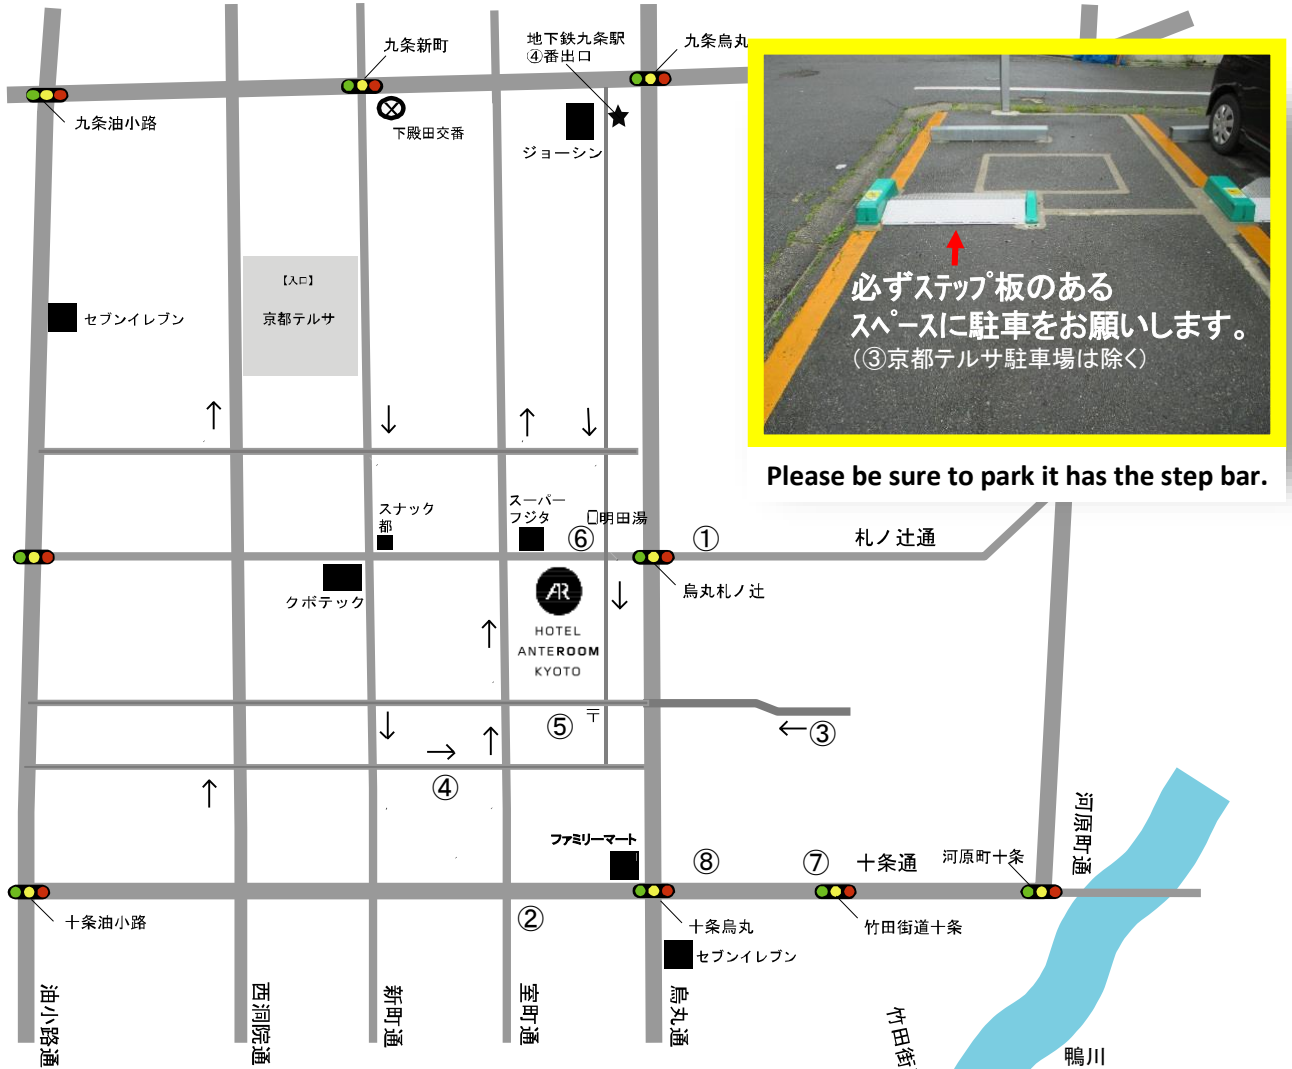 九条新町
地下鉄九条駅
④番出口
九条烏丸
九条油小路
下殿田交番
ジョーシン
【入口】
京都テルサ
セブンイレブン
必ずステップ板のある
スペースに駐車をお願いします。
(③京都テルサ駐車場は除く)
Please be sure to park it has the step bar.
スナック
都
スーパー
フジタ
明田湯
⑥
①
札ノ辻通
烏丸札ノ辻
クボテック
AR
HOTEL
ANTEROOM
KYOTO
⑤
〒
③
④
ファミリーマート
⑧
⑦
十条通
河原町十条
河原町通
十条油小路
②
十条烏丸
竹田街道十条
セブンイレブン
油小路通
西洞院通
新町通
室町通
烏丸通
竹田街
鴨川